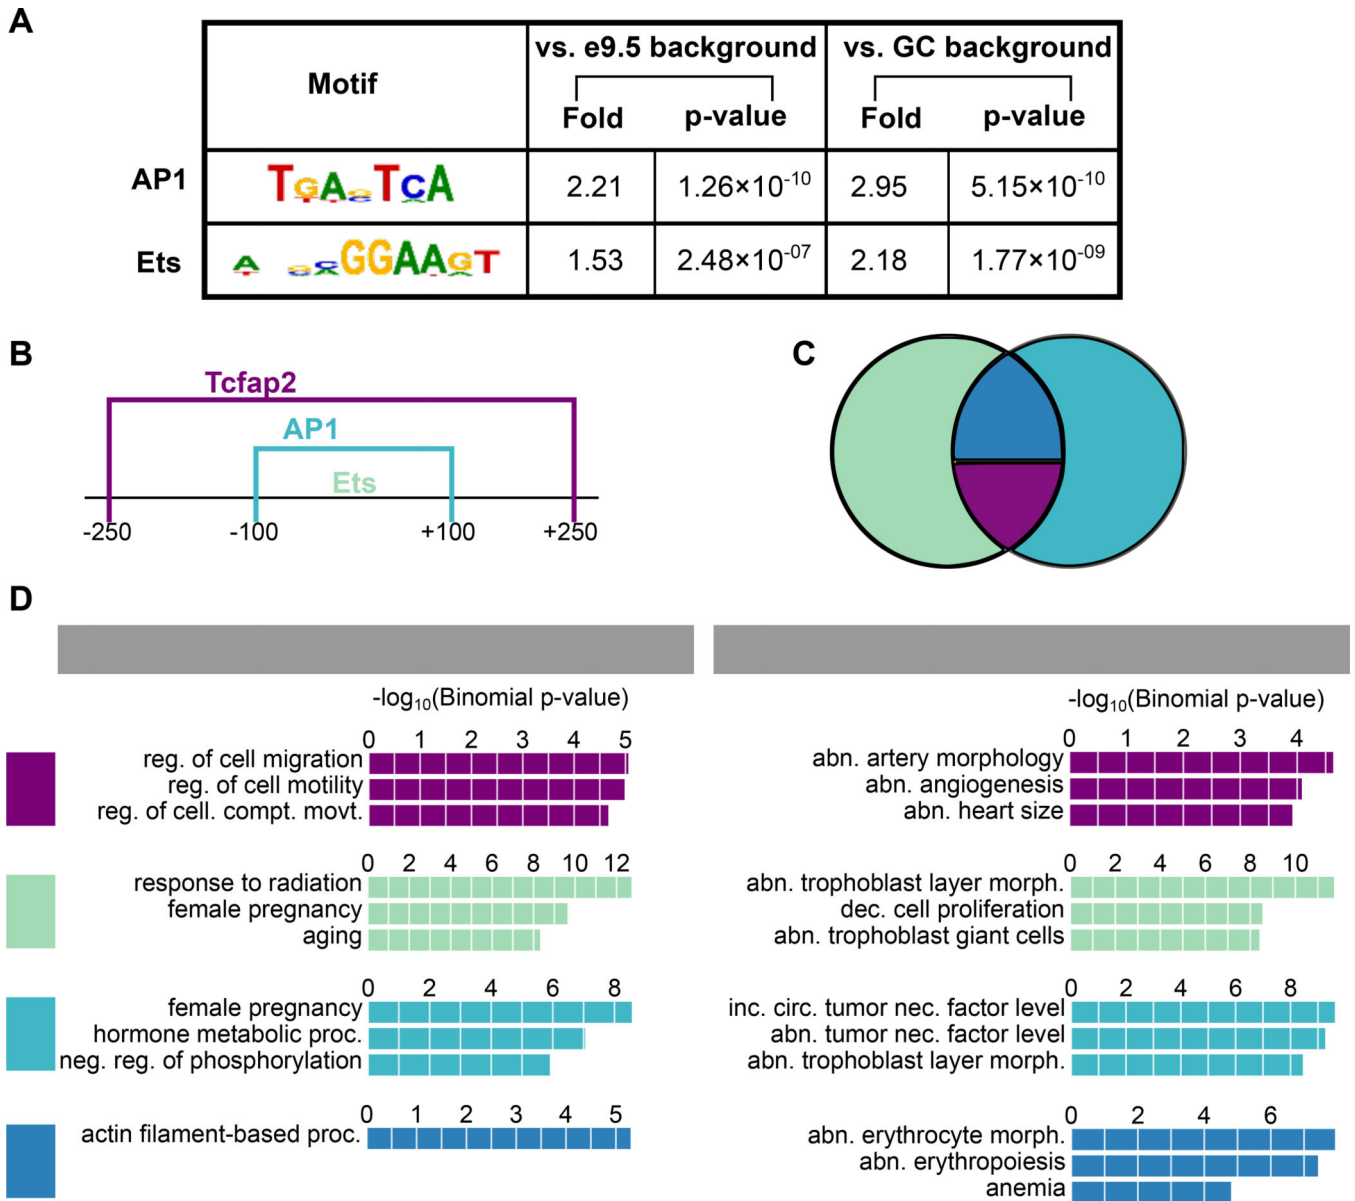 A
Motif
vs. e9.5 background
vs. GC background
Fold
p-value
Fold
p-value
AP1
TGAGTCA
2.21
1.26×10⁻¹⁰
2.95
5.15×10⁻¹⁰
Ets
A GCGGAAGT
1.53
2.48×10⁻⁰⁷
2.18
1.77×10⁻⁰⁹
B
Tcfap2
AP1
Ets
-250
-100
+100
+250
C
D
-log₁₀(Binomial p-value)
0 1 2 3 4 5
reg. of cell migration
reg. of cell motility
reg. of cell. compt. movt.
0 2 4 6 8 10 12
response to radiation
female pregnancy
aging
0 2 4 6 8
female pregnancy
hormone metabolic proc.
neg. reg. of phosphorylation
0 1 2 3 4 5
actin filament-based proc.
-log₁₀(Binomial p-value)
0 1 2 3 4
abn. artery morphology
abn. angiogenesis
abn. heart size
0 2 4 6 8 10
abn. trophoblast layer morph.
dec. cell proliferation
abn. trophoblast giant cells
0 2 4 6 8
inc. circ. tumor nec. factor level
abn. tumor nec. factor level
abn. trophoblast layer morph.
0 2 4 6
abn. erythrocyte morph.
abn. erythropoiesis
anemia